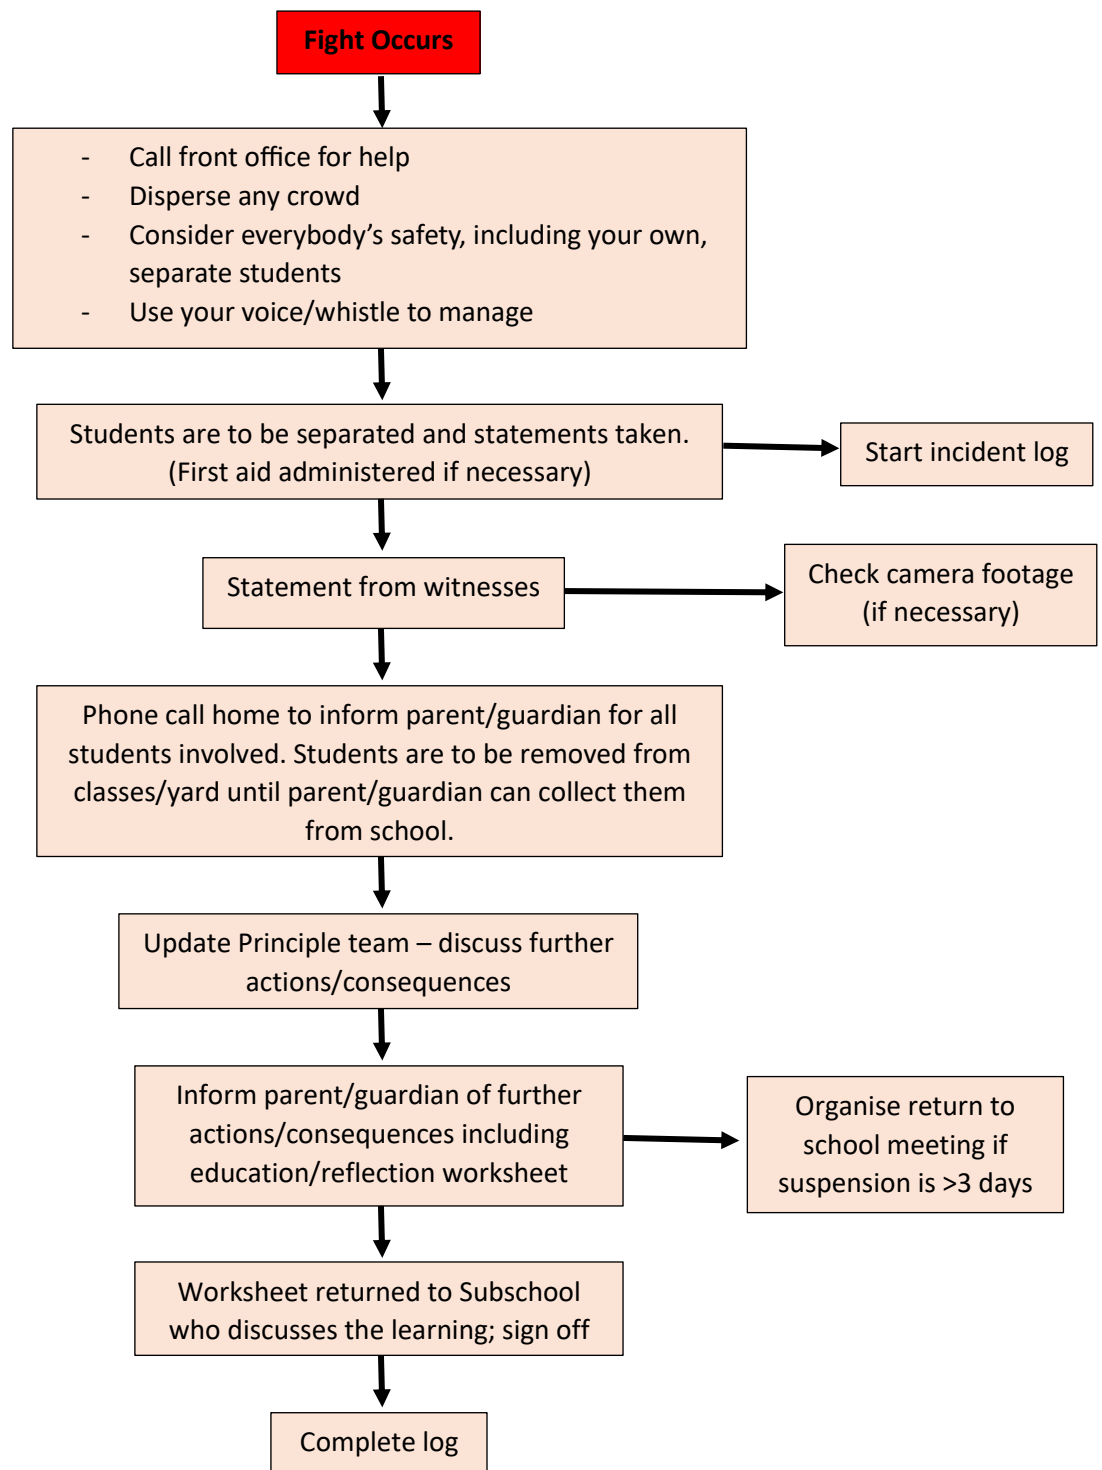 Fight Occurs
- Call front office for help
- Disperse any crowd
- Consider everybody’s safety, including your own,
separate students
- Use your voice/whistle to manage
Students are to be separated and statements taken.
(First aid administered if necessary)
Start incident log
Statement from witnesses
Check camera footage
(if necessary)
Phone call home to inform parent/guardian for all
students involved. Students are to be removed from
classes/yard until parent/guardian can collect them
from school.
Update Principle team – discuss further
actions/consequences
Inform parent/guardian of further
actions/consequences including
education/reflection worksheet
Organise return to
school meeting if
suspension is >3 days
Worksheet returned to Subschool
who discusses the learning; sign off
Complete log